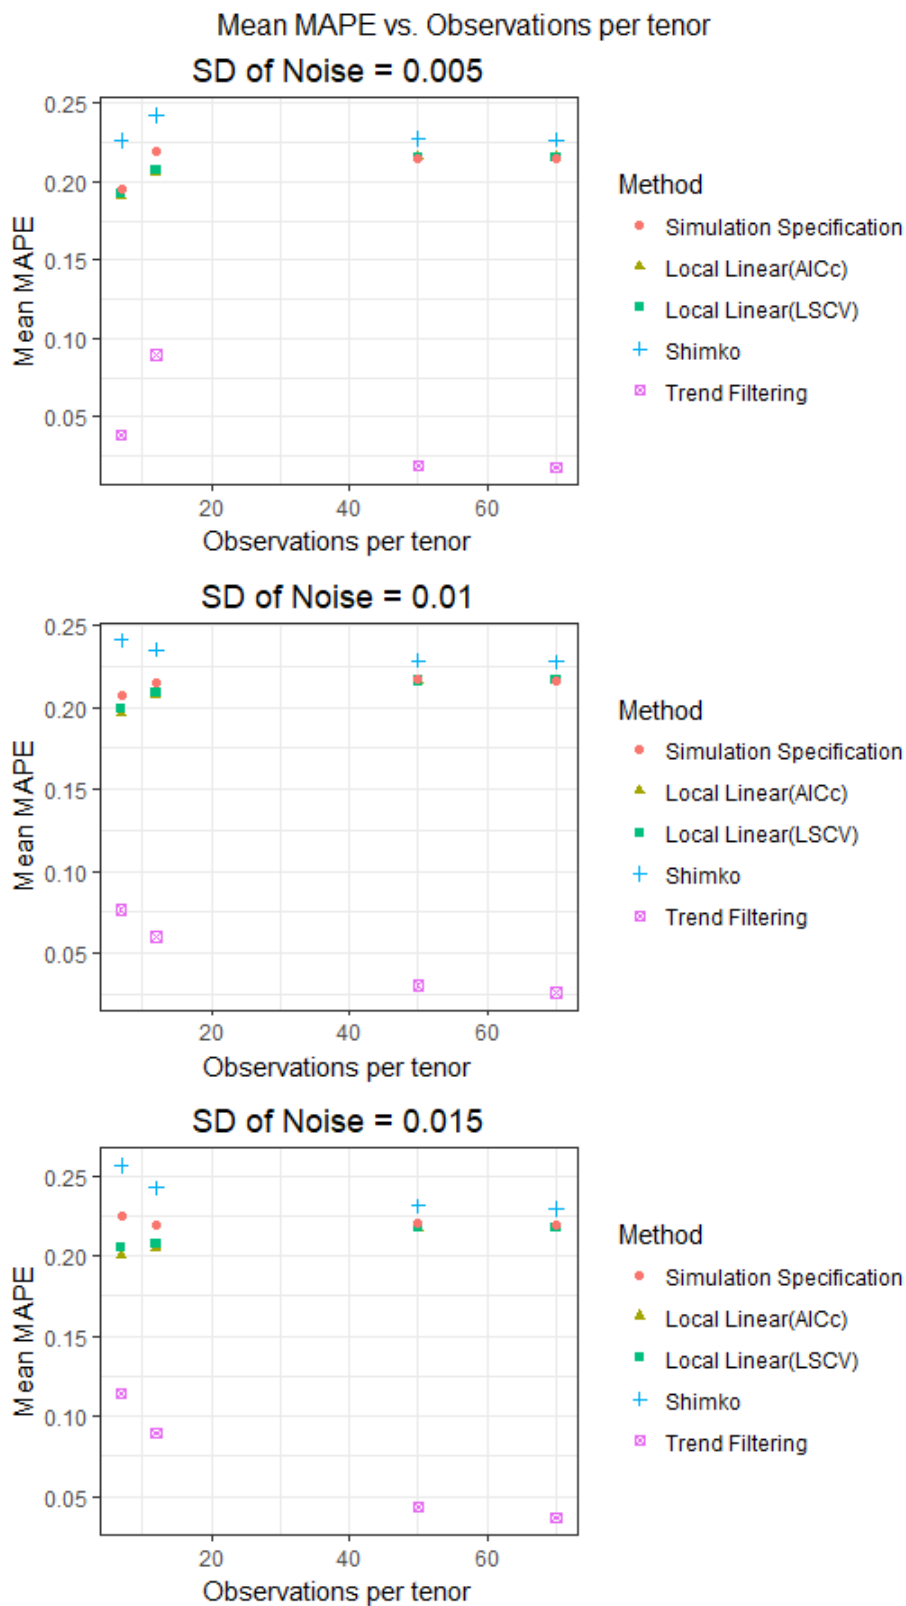 Mean MAPE vs. Observations per tenor
SD of Noise = 0.005
Mean MAPE
0.25
0.20
0.15
0.10
0.05
20 40 60
Observations per tenor
Method
Simulation Specification
Local Linear(AICc)
Local Linear(LSCV)
Shimko
Trend Filtering
SD of Noise = 0.01
Mean MAPE
0.25
0.20
0.15
0.10
0.05
20 40 60
Observations per tenor
Method
Simulation Specification
Local Linear(AICc)
Local Linear(LSCV)
Shimko
Trend Filtering
SD of Noise = 0.015
Mean MAPE
0.25
0.20
0.15
0.10
0.05
20 40 60
Observations per tenor
Method
Simulation Specification
Local Linear(AICc)
Local Linear(LSCV)
Shimko
Trend Filtering